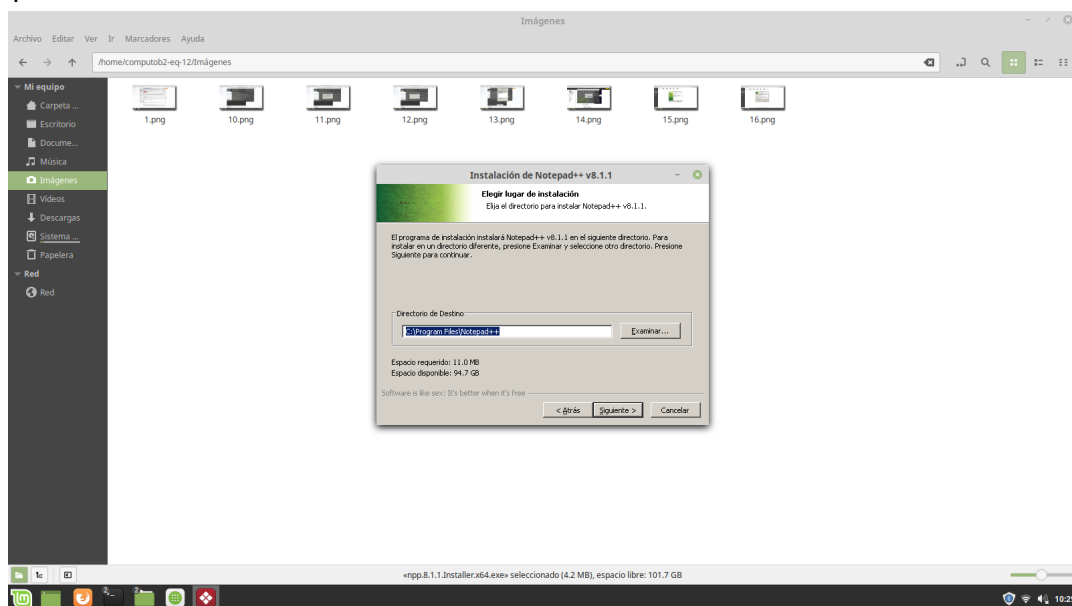 Imágenes
Archivo Editar Ver Ir Marcadores Ayuda
/home/computob2-eq-12/Imágenes
Mi equipo
Carpeta ...
Escritorio
Docume...
Música
Imágenes
Vídeos
Descargas
Sistema ...
Papelera
Red
Red
1.png 10.png 11.png 12.png 13.png 14.png 15.png 16.png
Instalación de Notepad++ v8.1.1
Elegir lugar de instalación
Elija el directorio para instalar Notepad++ v8.1.1.
El programa de instalación instalará Notepad++ v8.1.1 en el siguiente directorio. Para
instalar en un directorio diferente, presione Examinar y seleccione otro directorio. Presione
Siguiente para continuar.
Directorio de Destino
C:\Program Files\Notepad++
Examinar...
Espacio requerido: 11.0 MB
Espacio disponible: 94.7 GB
Software is like sex: It's better when it's free
< Atrás Siguiente > Cancelar
«npp.8.1.1.Installer.x64.exe» seleccionado (4.2 MB), espacio libre: 101.7 GB
2 2